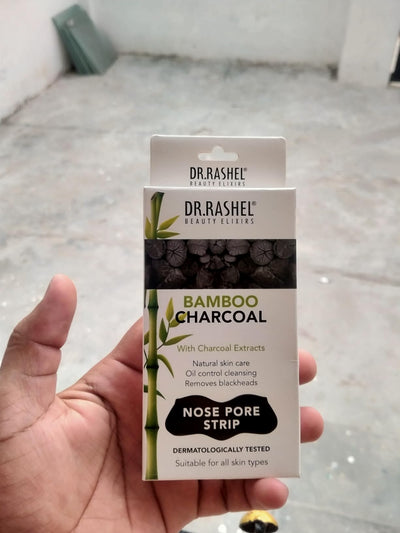 DR.RASHEL®
BEAUTY ELIXIRS
DR.RASHEL®
BEAUTY ELIXIRS
BAMBOO
CHARCOAL
With Charcoal Extracts
Natural skin care
Oil control cleansing
Removes blackheads
NOSE PORE
STRIP
DERMATOLOGICALLY TESTED
Suitable for all skin types